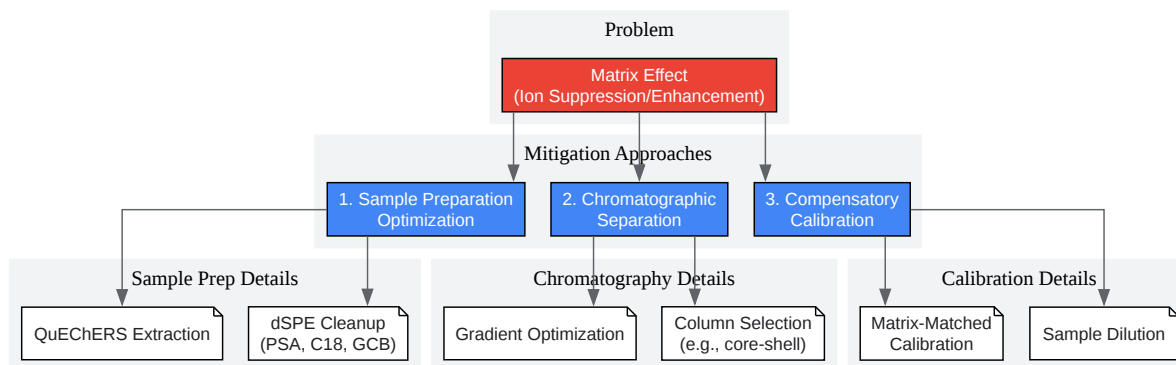 Problem
Matrix Effect
(Ion Suppression/Enhancement)
Mitigation Approaches
1. Sample Preparation
Optimization
2. Chromatographic
Separation
3. Compensatory
Calibration
Sample Prep Details
QuEChERS Extraction
dSPE Cleanup
(PSA, C18, GCB)
Chromatography Details
Gradient Optimization
Column Selection
(e.g., core-shell)
Calibration Details
Matrix-Matched
Calibration
Sample Dilution